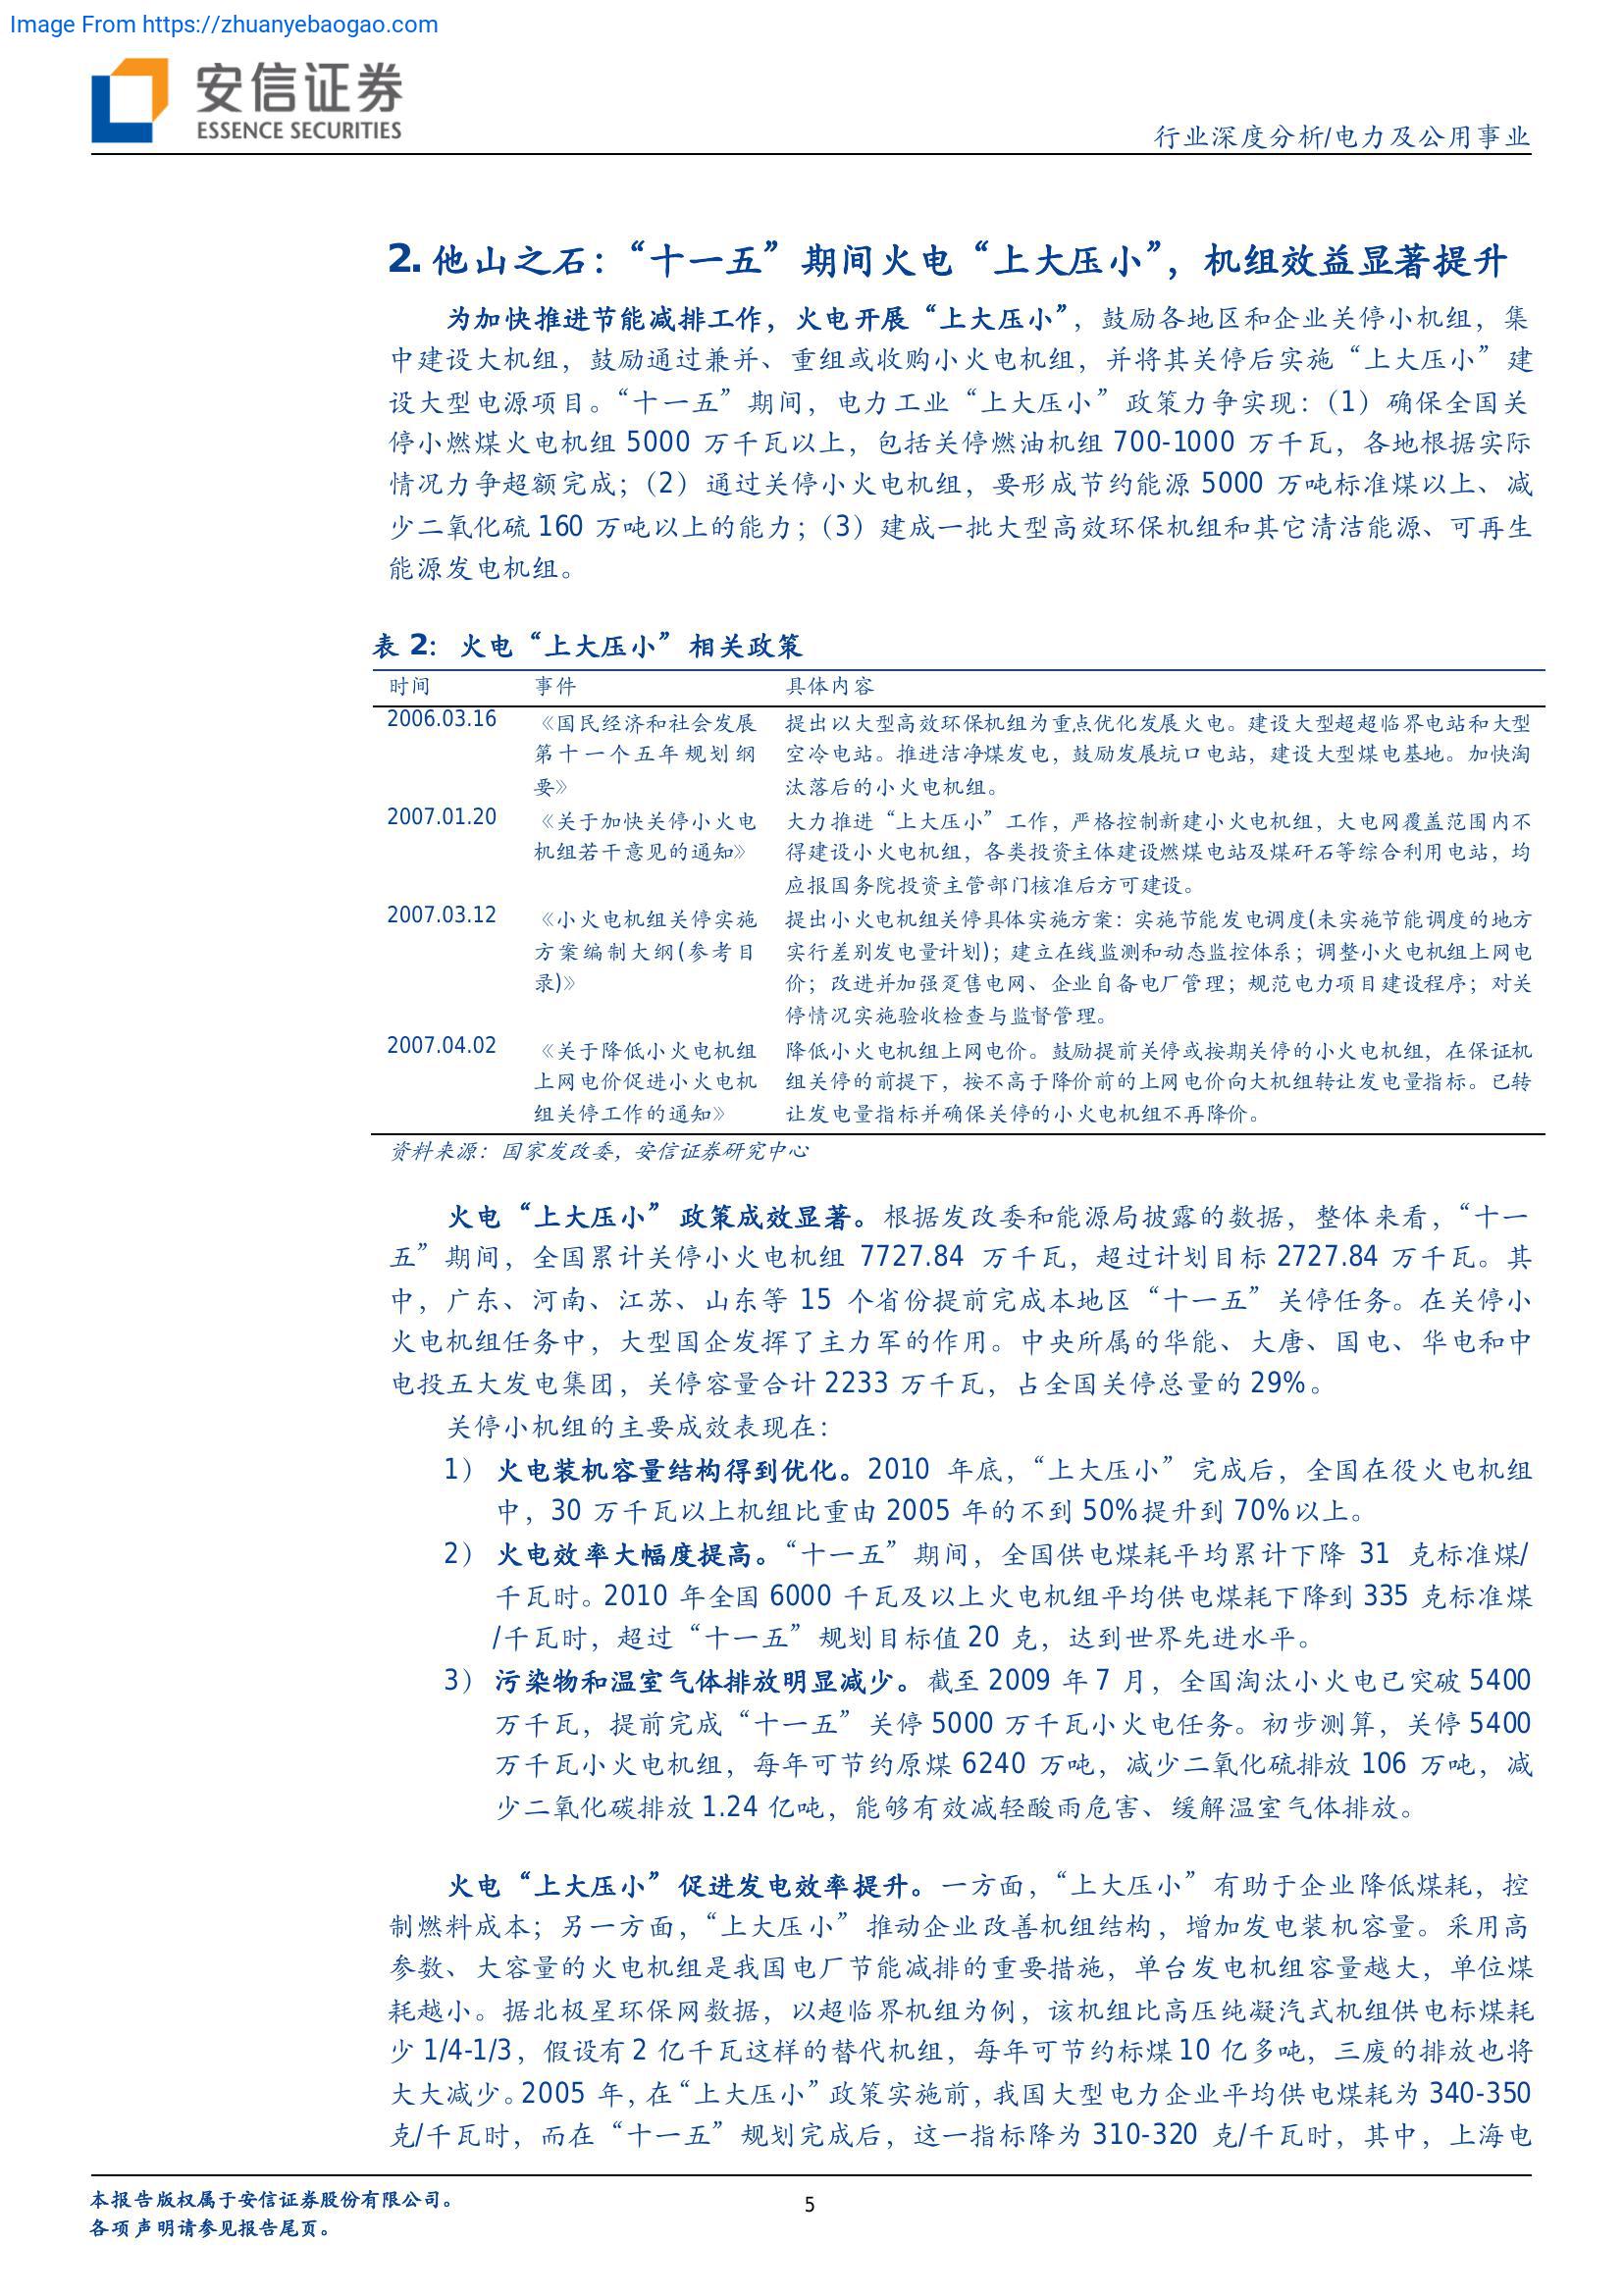 Image From https://zhuanyebaogao.com
安信证券
ESSENCE SECURITIES
行业深度分析/电力及公用事业
2. 他山之石：“十一五”期间火电“上大压小”，机组效益显著提升
为加快推进节能减排工作，火电开展“上大压小”，鼓励各地区和企业关停小机组，集
中建设大机组，鼓励通过兼并、重组或收购小火电机组，并将其关停后实施“上大压小”建
设大型电源项目。“十一五”期间，电力工业“上大压小”政策力争实现：（1）确保全国关
停小燃煤火电机组 5000 万千瓦以上，包括关停燃油机组 700-1000 万千瓦，各地根据实际
情况力争超额完成；（2）通过关停小火电机组，要形成节约能源 5000 万吨标准煤以上、减
少二氧化硫 160 万吨以上的能力；（3）建成一批大型高效环保机组和其它清洁能源、可再生
能源发电机组。
表 2：火电“上大压小”相关政策
时间 事件 具体内容
2006.03.16 《国民经济和社会发展 提出以大型高效环保机组为重点优化发展火电。建设大型超超临界电站和大型
第十一个五年规划纲 空冷电站。推进洁净煤发电，鼓励发展坑口电站，建设大型煤电基地。加快淘
要》 汰落后的小火电机组。
2007.01.20 《关于加快关停小火电 大力推进“上大压小”工作，严格控制新建小火电机组，大电网覆盖范围内不
机组若干意见的通知》 得建设小火电机组，各类投资主体建设燃煤电站及煤矸石等综合利用电站，均
应报国务院投资主管部门核准后方可建设。
2007.03.12 《小火电机组关停实施 提出小火电机组关停具体实施方案：实施节能发电调度(未实施节能调度的地方
方案编制大纲(参考目 实行差别发电量计划)；建立在线监测和动态监控体系；调整小火电机组上网电
录)》 价；改进并加强趸售电网、企业自备电厂管理；规范电力项目建设程序；对关
停情况实施验收检查与监督管理。
2007.04.02 《关于降低小火电机组 降低小火电机组上网电价。鼓励提前关停或按期关停的小火电机组，在保证机
上网电价促进小火电机 组关停的前提下，按不高于降价前的上网电价向大机组转让发电量指标。已转
组关停工作的通知》 让发电量指标并确保关停的小火电机组不再降价。
资料来源：国家发改委，安信证券研究中心
火电“上大压小”政策成效显著。根据发改委和能源局披露的数据，整体来看，“十一
五”期间，全国累计关停小火电机组 7727.84 万千瓦，超过计划目标 2727.84 万千瓦。其
中，广东、河南、江苏、山东等 15 个省份提前完成本地区“十一五”关停任务。在关停小
火电机组任务中，大型国企发挥了主力军的作用。中央所属的华能、大唐、国电、华电和中
电投五大发电集团，关停容量合计 2233 万千瓦，占全国关停总量的 29%。
关停小机组的主要成效表现在：
1） 火电装机容量结构得到优化。2010 年底，“上大压小”完成后，全国在役火电机组
中，30 万千瓦以上机组比重由 2005 年的不到 50%提升到 70%以上。
2） 火电效率大幅度提高。“十一五”期间，全国供电煤耗平均累计下降 31 克标准煤/
千瓦时。2010 年全国 6000 千瓦及以上火电机组平均供电煤耗下降到 335 克标准煤
/千瓦时，超过“十一五”规划目标值 20 克，达到世界先进水平。
3） 污染物和温室气体排放明显减少。截至 2009 年 7 月，全国淘汰小火电已突破 5400
万千瓦，提前完成“十一五”关停 5000 万千瓦小火电任务。初步测算，关停 5400
万千瓦小火电机组，每年可节约原煤 6240 万吨，减少二氧化硫排放 106 万吨，减
少二氧化碳排放 1.24 亿吨，能够有效减轻酸雨危害、缓解温室气体排放。
火电“上大压小”促进发电效率提升。一方面，“上大压小”有助于企业降低煤耗，控
制燃料成本；另一方面，“上大压小”推动企业改善机组结构，增加发电装机容量。采用高
参数、大容量的火电机组是我国电厂节能减排的重要措施，单台发电机组容量越大，单位煤
耗越小。据北极星环保网数据，以超临界机组为例，该机组比高压纯凝汽式机组供电标煤耗
少 1/4-1/3，假设有 2 亿千瓦这样的替代机组，每年可节约标煤 10 亿多吨，三废的排放也将
大大减少。2005 年，在“上大压小”政策实施前，我国大型电力企业平均供电煤耗为 340-350
克/千瓦时，而在“十一五”规划完成后，这一指标降为 310-320 克/千瓦时，其中，上海电
本报告版权属于安信证券股份有限公司。
各项声明请参见报告尾页。
5